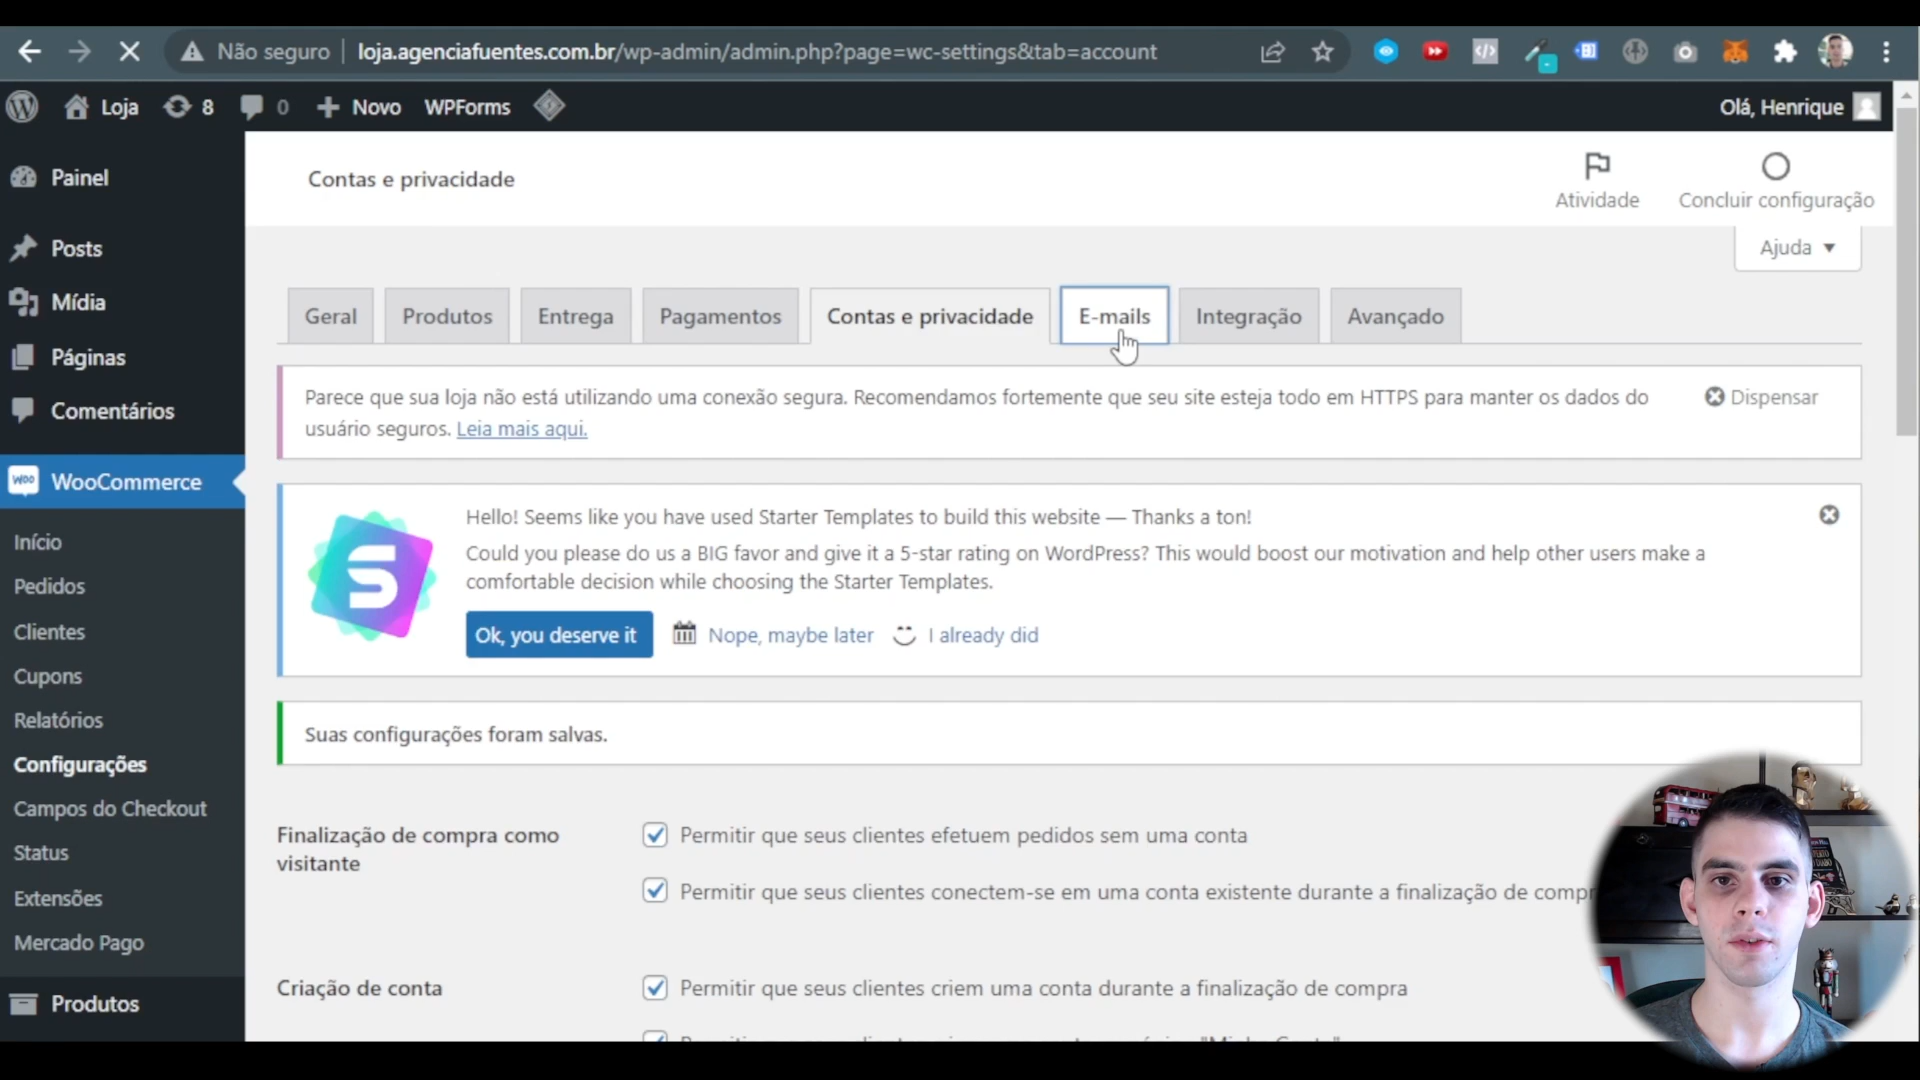 Não seguro
loja.agenciafuentes.com.br/wp-admin/admin.php?page=wc-settings&tab=account
Loja
8
0
Novo
WPForms
Olá, Henrique
Painel
Posts
Mídia
Páginas
Comentários
WooCommerce
Início
Pedidos
Clientes
Cupons
Relatórios
Configurações
Campos do Checkout
Status
Extensões
Mercado Pago
Produtos
Contas e privacidade
Atividade
Concluir configuração
Ajuda
Geral
Produtos
Entrega
Pagamentos
Contas e privacidade
E-mails
Integração
Avançado
Parece que sua loja não está utilizando uma conexão segura. Recomendamos fortemente que seu site esteja todo em HTTPS para manter os dados do
usuário seguros. Leia mais aqui.
Dispensar
Hello! Seems like you have used Starter Templates to build this website — Thanks a ton!
Could you please do us a BIG favor and give it a 5-star rating on WordPress? This would boost our motivation and help other users make a
comfortable decision while choosing the Starter Templates.
Ok, you deserve it
Nope, maybe later
I already did
Suas configurações foram salvas.
Finalização de compra como
visitante
Permitir que seus clientes efetuem pedidos sem uma conta
Permitir que seus clientes conectem-se em uma conta existente durante a finalização de compr
Criação de conta
Permitir que seus clientes criem uma conta durante a finalização de compra